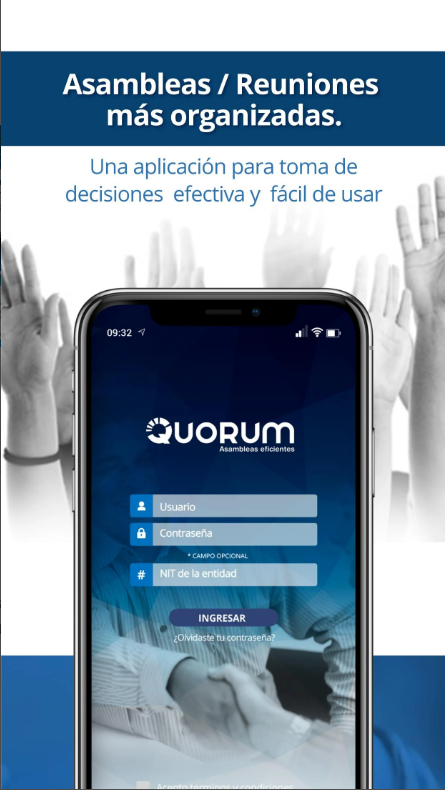 Asambleas / Reuniones
más organizadas.
Una aplicación para toma de
decisiones efectiva y fácil de usar
09:32
QUORUM
Asambleas eficientes
Usuario
Contraseña
* CAMPO OPCIONAL
# NIT de la entidad
INGRESAR
¿Olvidaste tu contraseña?
Acepto terminos y condiciones